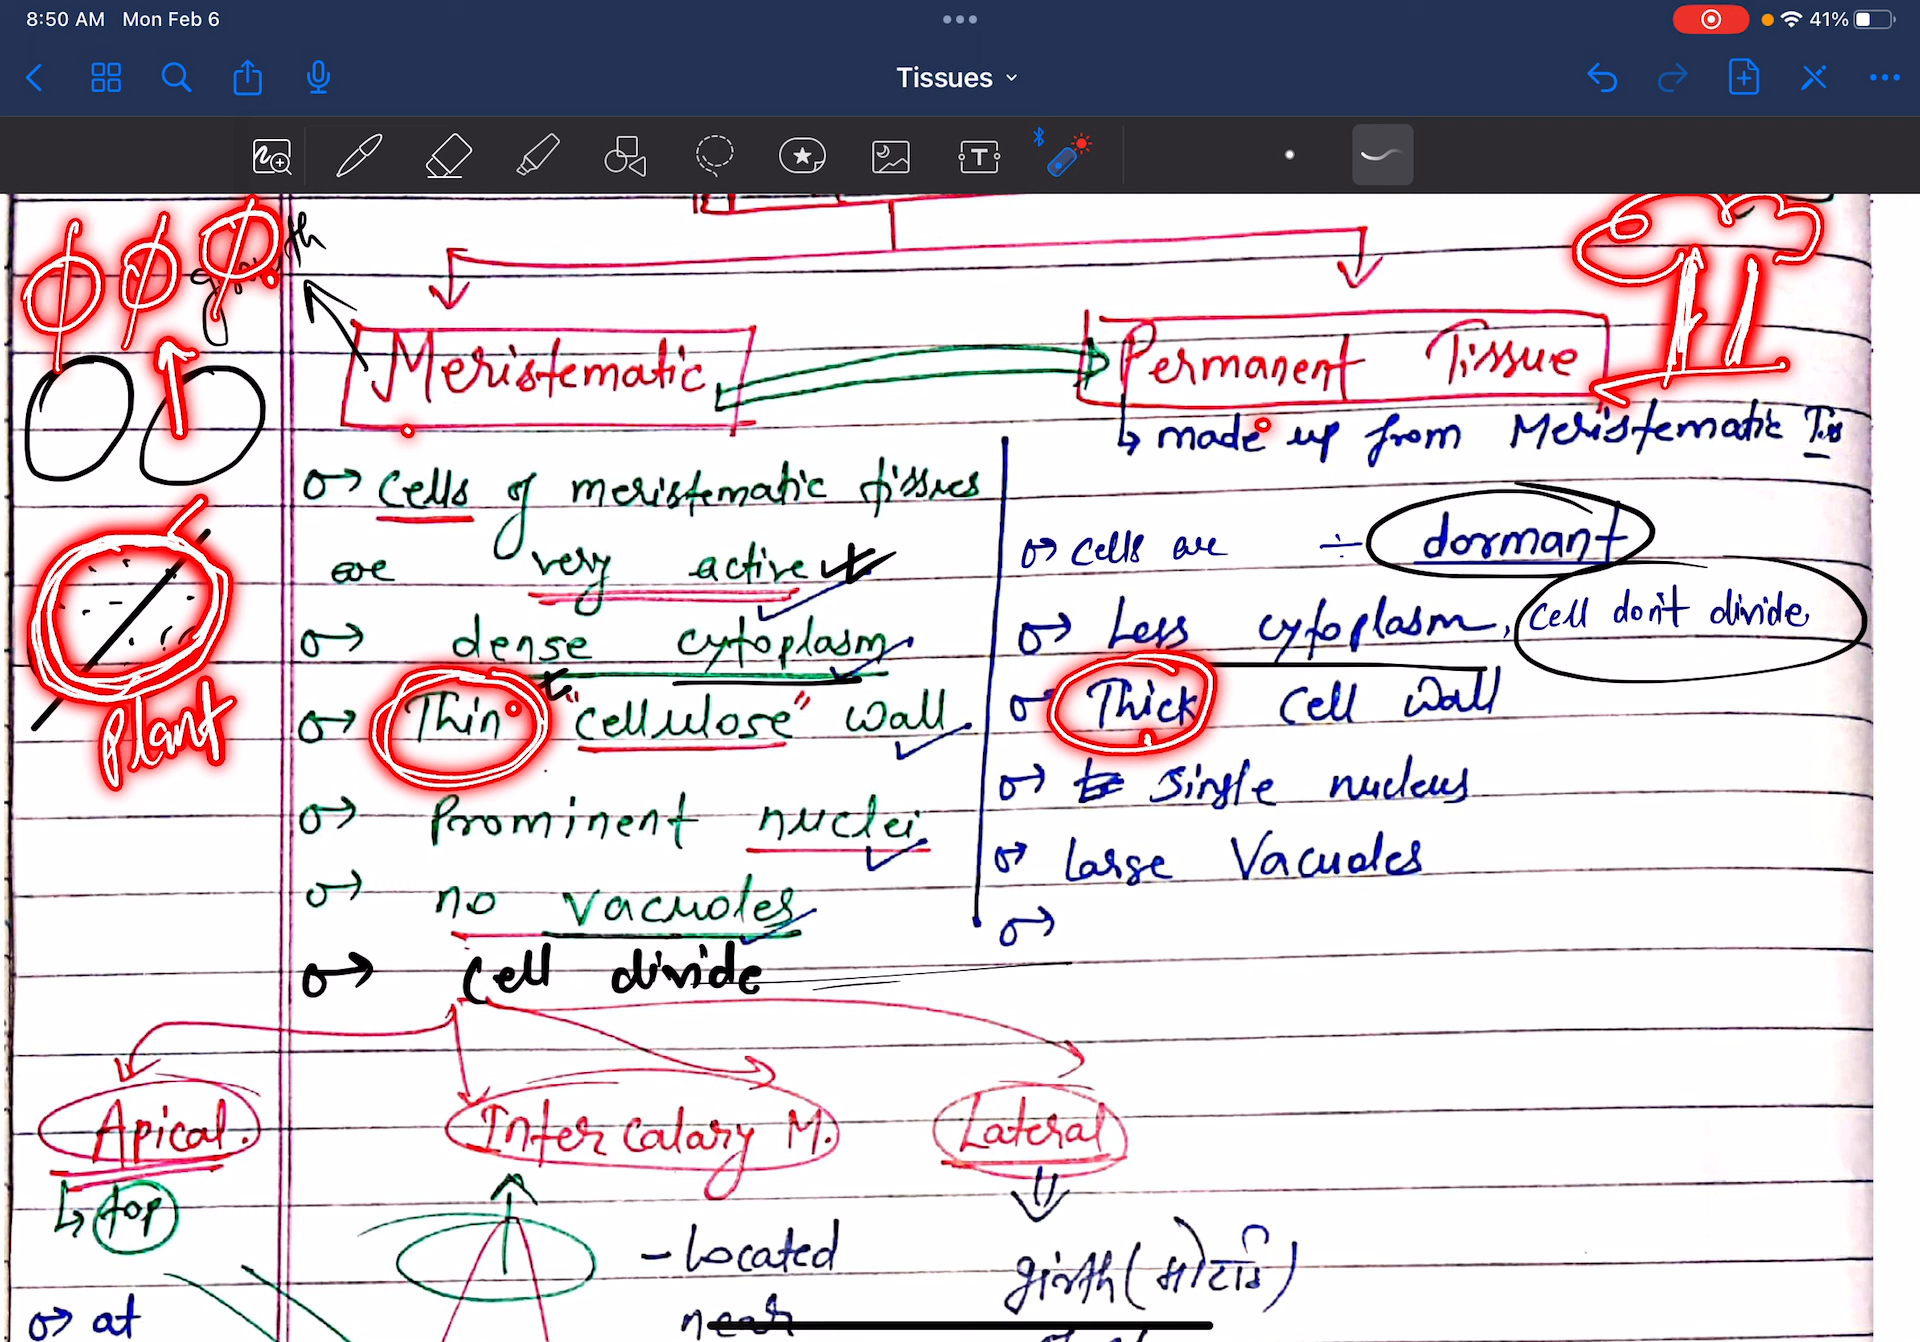 8:50 AM Mon Feb 6
41%
Tissues
T
growth
Meristematic
Permanent Tissue
made up from Meristematic Tis
Cells of meristematic tissues
are very active
cells are dormant
dense cytoplasm
Less cytoplasm, cell don't divide
Thin "cellulose" wall
Thick Cell Wall
plant
Prominent nuclei
Single nucleus
no vacuoles
Large Vacuoles
Cell divide
Apical.
Inter calary M.
Lateral
top
- Located
near
girth (मोटाई)
at